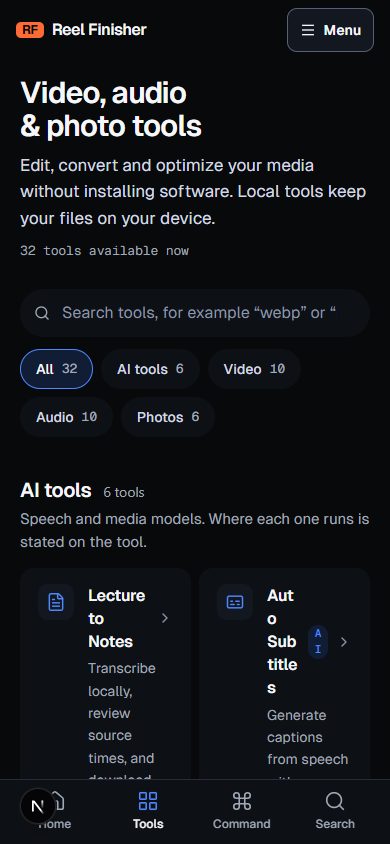 RF Reel Finisher
Menu
Video, audio
& photo tools
Edit, convert and optimize your media
without installing software. Local tools keep
your files on your device.
32 tools available now
Search tools, for example “webp” or “
All 32
AI tools 6
Video 10
Audio 10
Photos 6
AI tools 6 tools
Speech and media models. Where each one runs is
stated on the tool.
Lecture
to
Notes
Transcribe
locally,
review
source
times, and
download
Aut
o
Sub
title
s
A
I
Generate
captions
from speech
N
Home
Tools
Command
Search